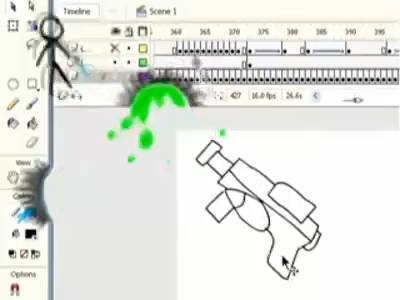 Timeline
Scene 1
360 365 370 375 380 385 390 395
427 16.0 fps 26.6s
View
Options